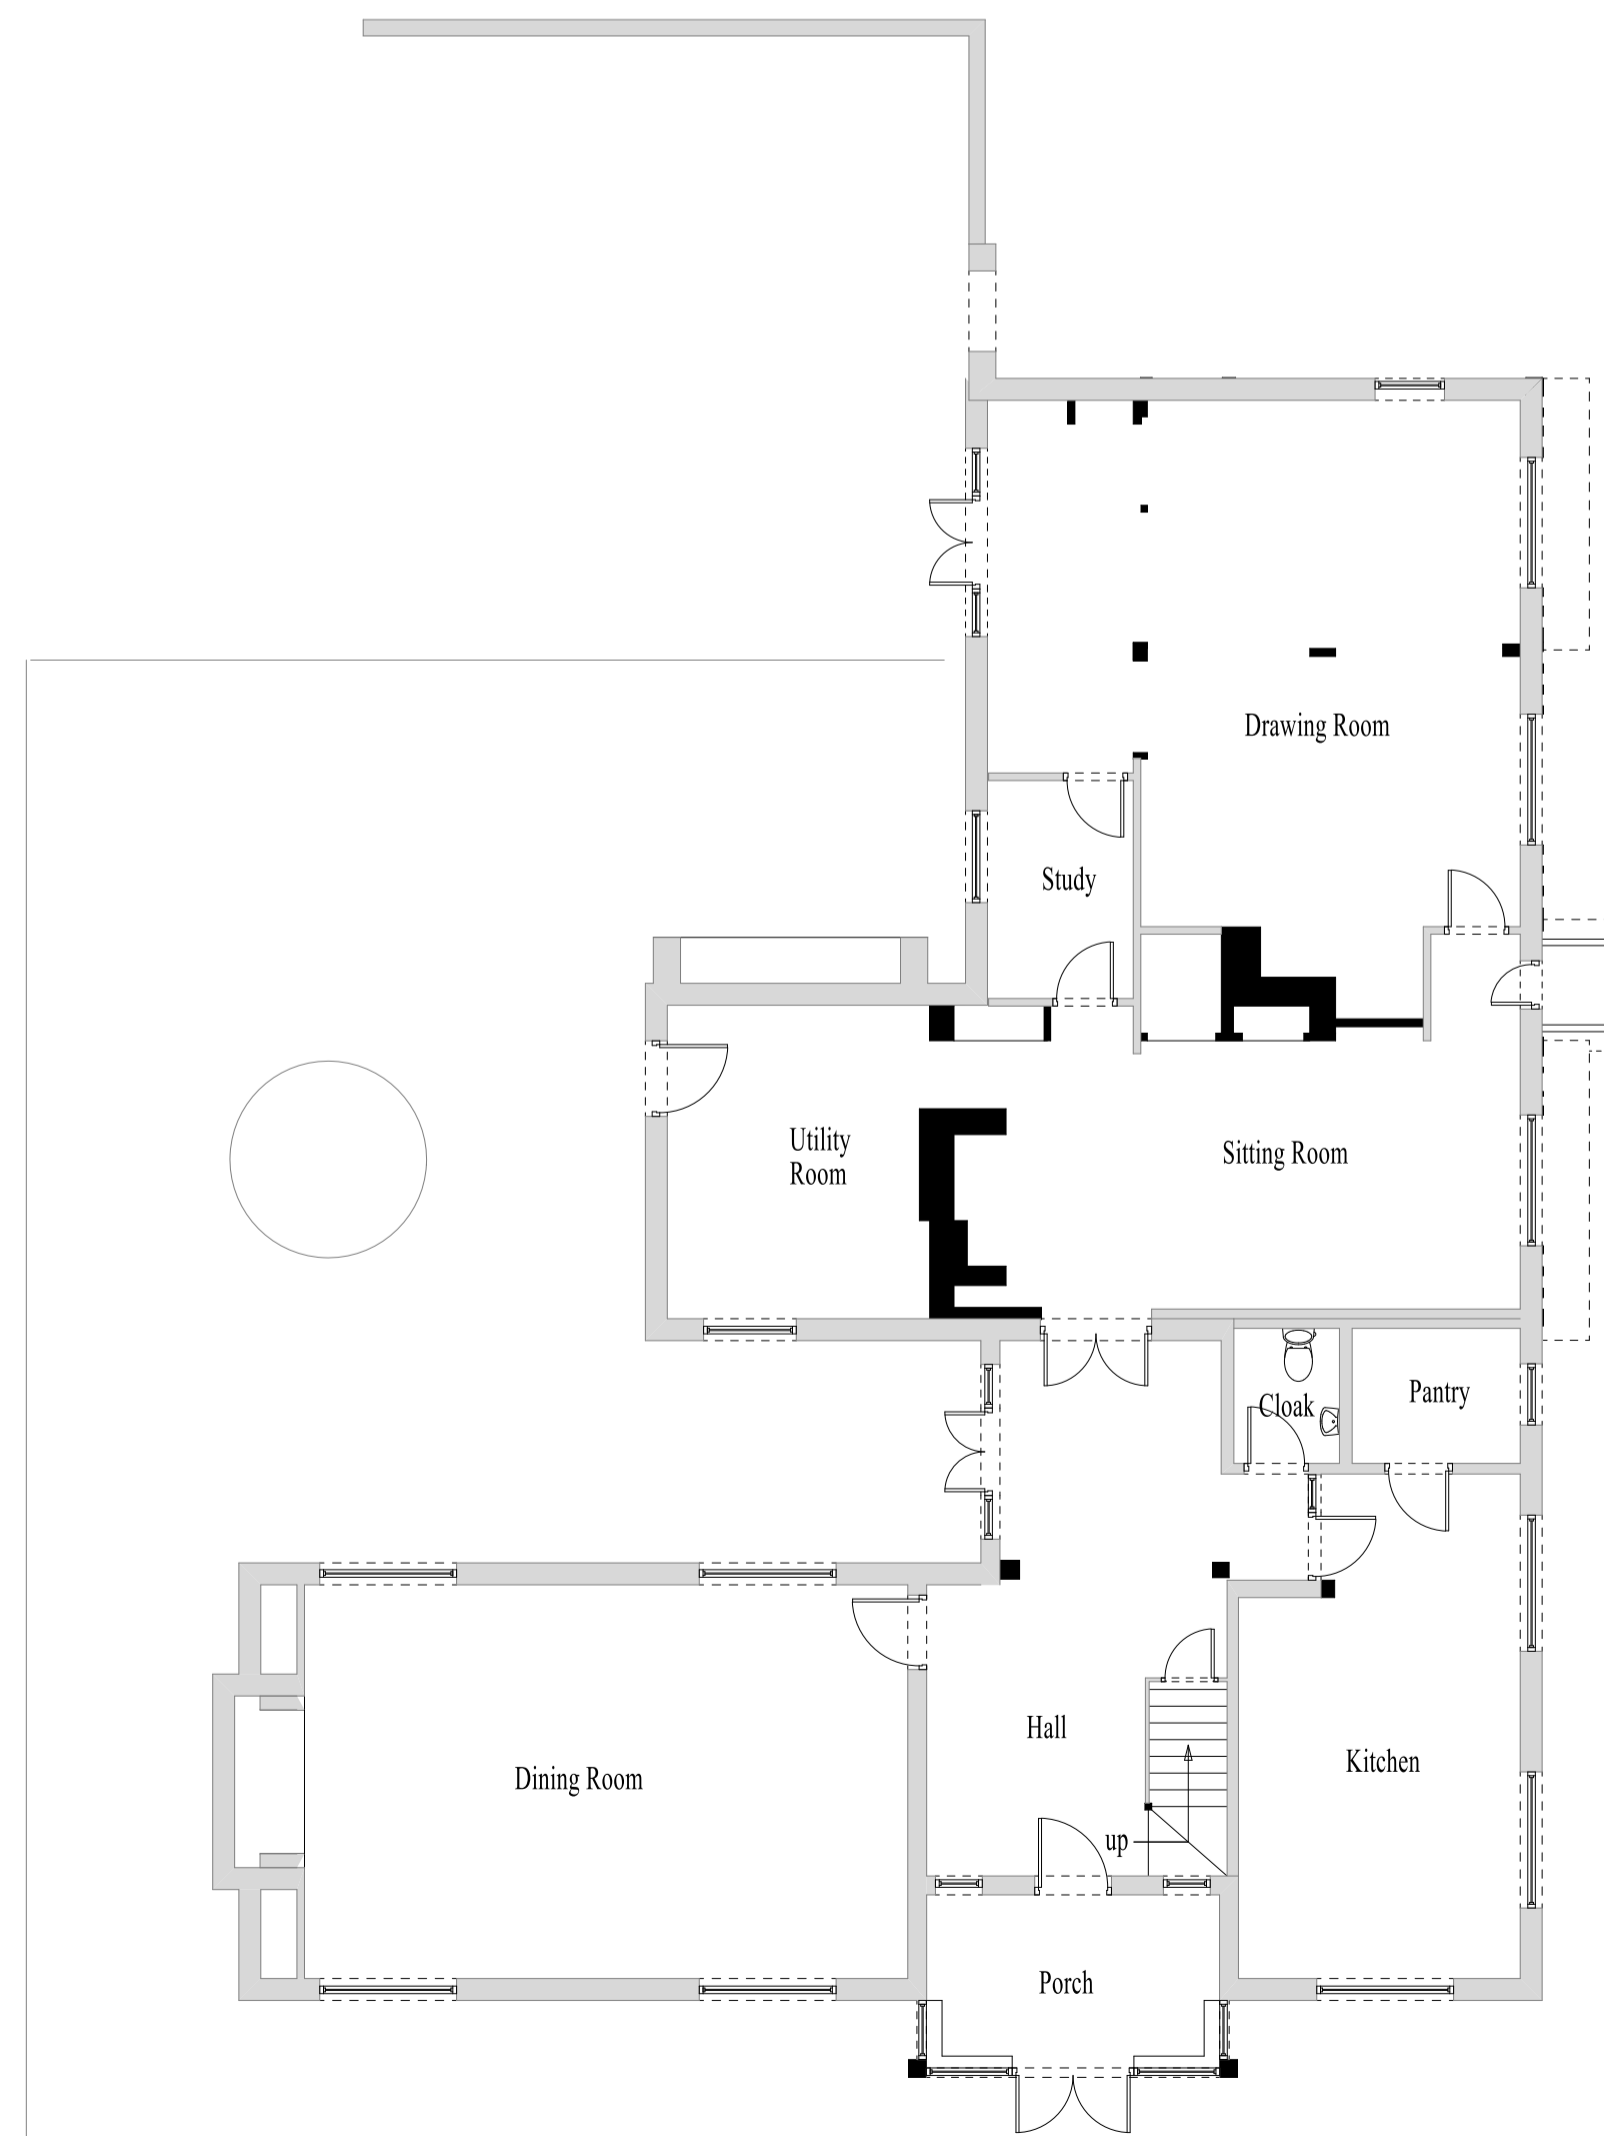 Drawing Room
Study
Utility
Room
Sitting Room
Cloak
Pantry
Hall
Kitchen
Dining Room
up
Porch